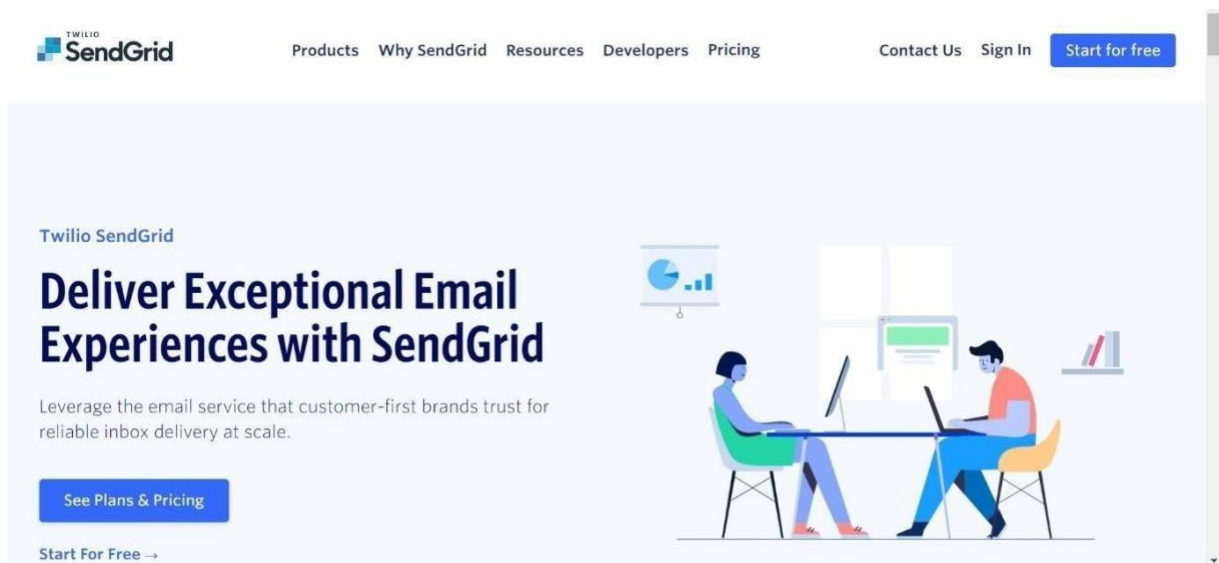 TWILIO
SendGrid
Products Why SendGrid Resources Developers Pricing Contact Us Sign In Start for free
Twilio SendGrid
Deliver Exceptional Email
Experiences with SendGrid
Leverage the email service that customer-first brands trust for
reliable inbox delivery at scale.
See Plans & Pricing
Start For Free →